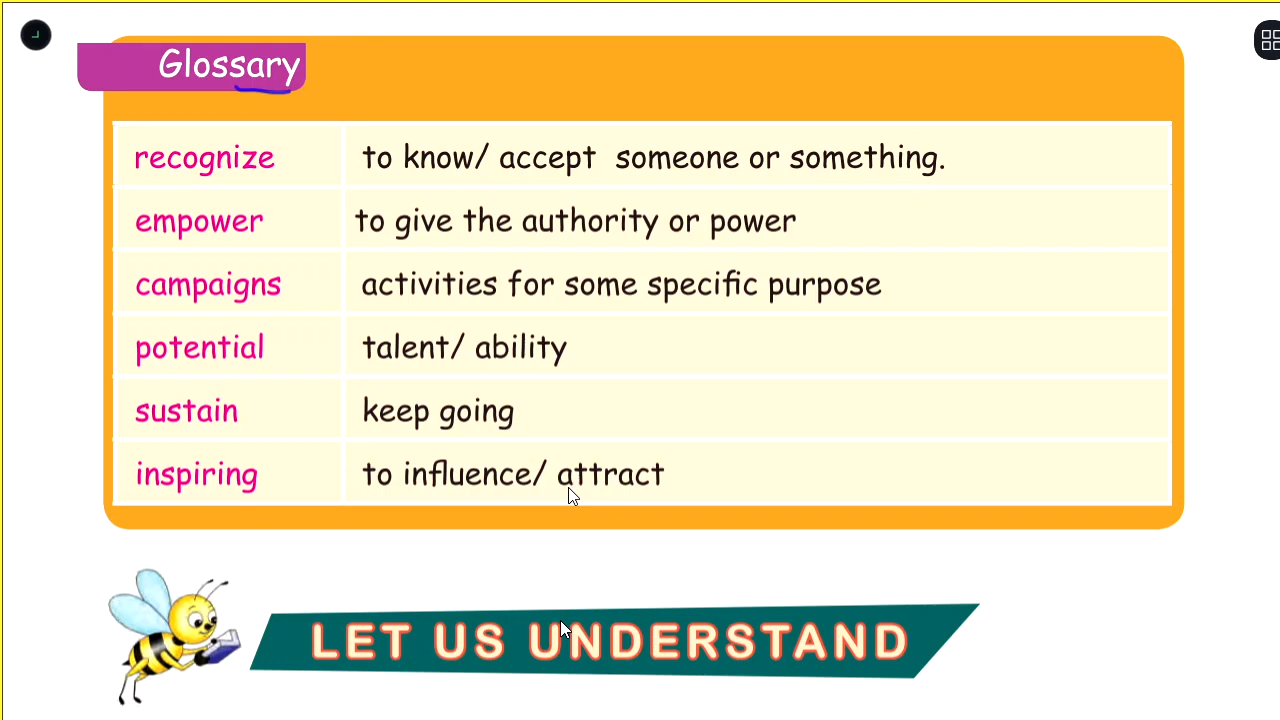 Glossary
recognize to know/ accept someone or something.
empower to give the authority or power
campaigns activities for some specific purpose
potential talent/ ability
sustain keep going
inspiring to influence/ attract
LET US UNDERSTAND